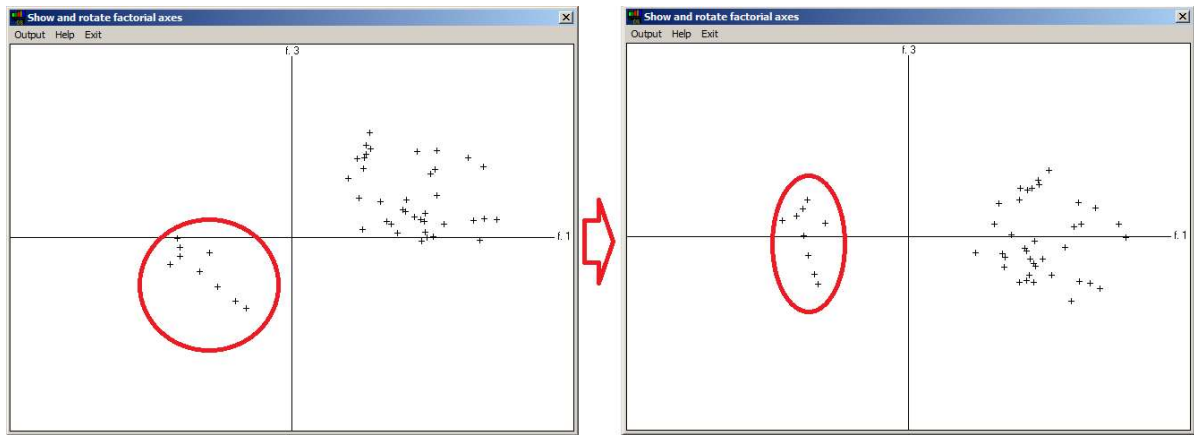 Show and rotate factorial axes
Output Help Exit
f. 3
f. 1
Show and rotate factorial axes
Output Help Exit
f. 3
f. 1